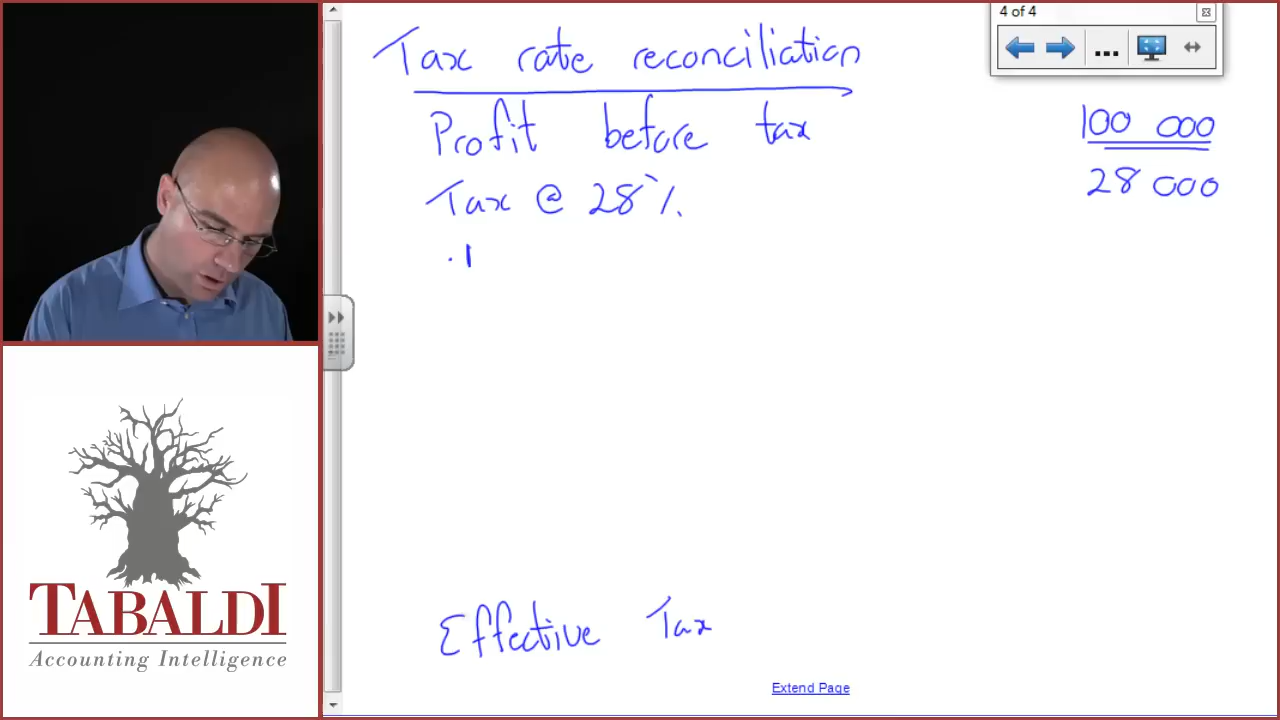 4 of 4
Tax rate reconciliation
Profit before tax 100 000
Tax @ 28% 28 000
Effective Tax
Extend Page
TABALDI
Accounting Intelligence